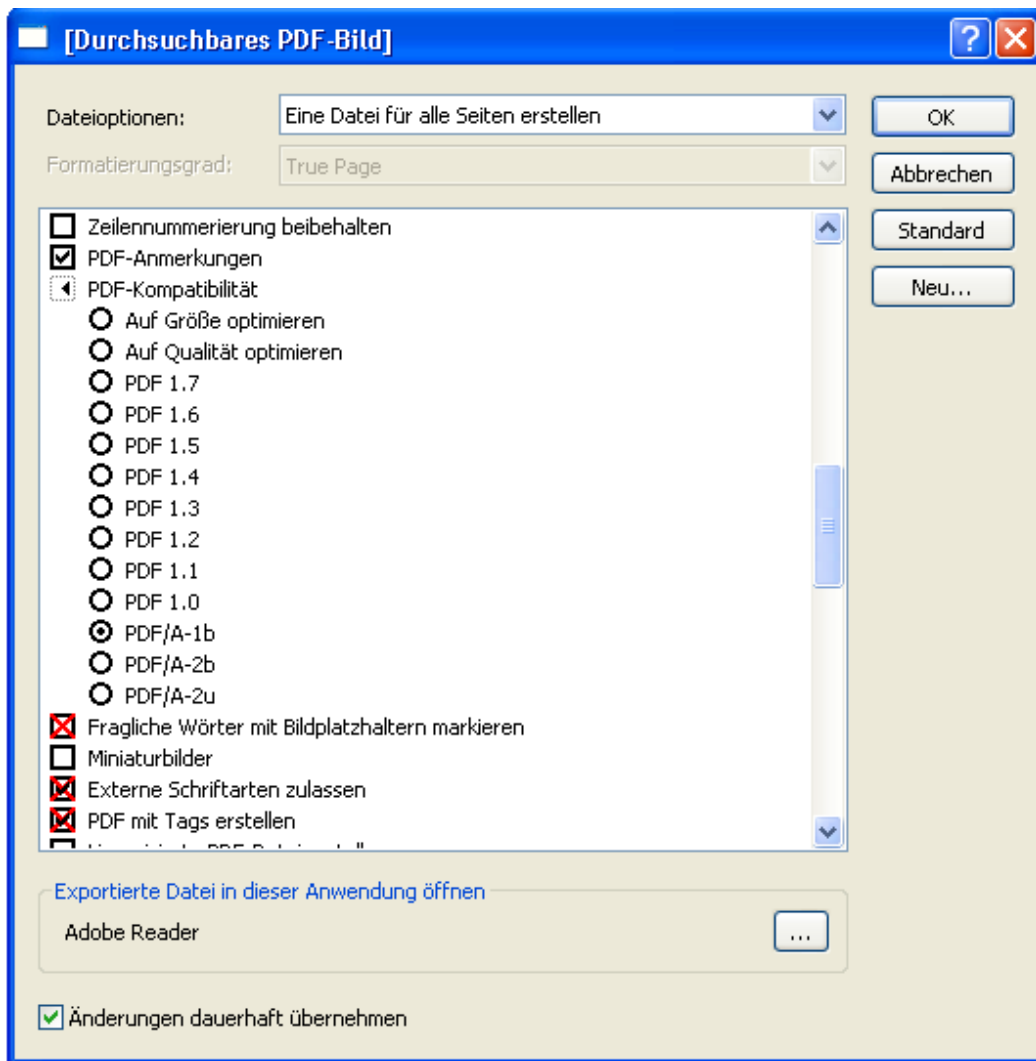 [Durchsuchbares PDF-Bild]
Dateioptionen: Eine Datei für alle Seiten erstellen
OK
Formatierungsgrad: True Page
Abbrechen
Zeilennummerierung beibehalten
Standard
PDF-Anmerkungen
PDF-Kompatibilität
Neu...
Auf Größe optimieren
Auf Qualität optimieren
PDF 1.7
PDF 1.6
PDF 1.5
PDF 1.4
PDF 1.3
PDF 1.2
PDF 1.1
PDF 1.0
PDF/A-1b
PDF/A-2b
PDF/A-2u
Fragliche Wörter mit Bildplatzhaltern markieren
Miniaturbilder
Externe Schriftarten zulassen
PDF mit Tags erstellen
Exportierte Datei in dieser Anwendung öffnen
Adobe Reader
...
Änderungen dauerhaft übernehmen